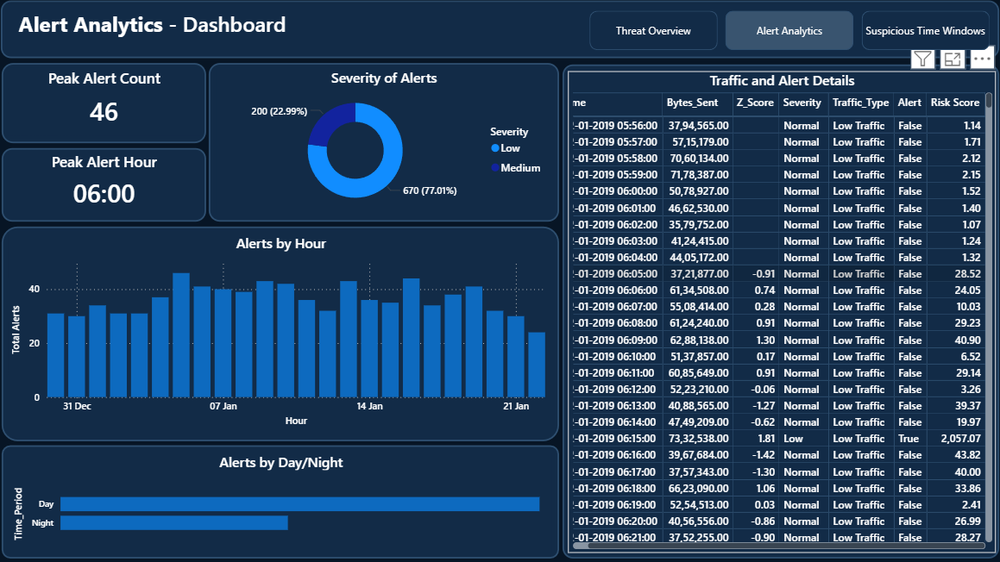 Alert Analytics - Dashboard
Threat Overview
Alert Analytics
Suspicious Time Windows
Peak Alert Count
46
Peak Alert Hour
06:00
Severity of Alerts
200 (22.99%)
670 (77.01%)
Severity
Low
Medium
Alerts by Hour
Total Alerts
40
20
0
31 Dec 07 Jan 14 Jan 21 Jan
Hour
Alerts by Day/Night
Time_Period
Day
Night
Traffic and Alert Details
me Bytes_Sent Z_Score Severity Traffic_Type Alert Risk Score
-01-2019 05:56:00 37,94,565.00 Normal Low Traffic False 1.14
-01-2019 05:57:00 57,15,179.00 Normal Low Traffic False 1.71
-01-2019 05:58:00 70,60,134.00 Normal Low Traffic False 2.12
-01-2019 05:59:00 71,78,387.00 Normal Low Traffic False 2.15
-01-2019 06:00:00 50,78,927.00 Normal Low Traffic False 1.52
-01-2019 06:01:00 46,62,530.00 Normal Low Traffic False 1.40
-01-2019 06:02:00 35,79,752.00 Normal Low Traffic False 1.07
-01-2019 06:03:00 41,24,415.00 Normal Low Traffic False 1.24
-01-2019 06:04:00 44,05,172.00 Normal Low Traffic False 1.32
-01-2019 06:05:00 37,21,877.00 -0.91 Normal Low Traffic False 28.52
-01-2019 06:06:00 61,34,508.00 0.74 Normal Low Traffic False 24.05
-01-2019 06:07:00 55,08,414.00 0.28 Normal Low Traffic False 10.03
-01-2019 06:08:00 61,24,240.00 0.91 Normal Low Traffic False 29.23
-01-2019 06:09:00 62,88,138.00 1.30 Normal Low Traffic False 40.90
-01-2019 06:10:00 51,37,857.00 0.17 Normal Low Traffic False 6.52
-01-2019 06:11:00 60,85,649.00 0.91 Normal Low Traffic False 29.14
-01-2019 06:12:00 52,23,210.00 -0.06 Normal Low Traffic False 3.26
-01-2019 06:13:00 40,88,565.00 -1.27 Normal Low Traffic False 39.37
-01-2019 06:14:00 47,49,209.00 -0.62 Normal Low Traffic False 19.97
-01-2019 06:15:00 73,32,538.00 1.81 Low Low Traffic True 2,057.07
-01-2019 06:16:00 39,67,684.00 -1.42 Normal Low Traffic False 43.82
-01-2019 06:17:00 37,57,343.00 -1.30 Normal Low Traffic False 40.00
-01-2019 06:18:00 66,23,090.00 1.06 Normal Low Traffic False 33.86
-01-2019 06:19:00 52,54,513.00 0.03 Normal Low Traffic False 2.41
-01-2019 06:20:00 40,56,556.00 -0.86 Normal Low Traffic False 26.99
-01-2019 06:21:00 37,52,255.00 -0.90 Normal Low Traffic False 28.27